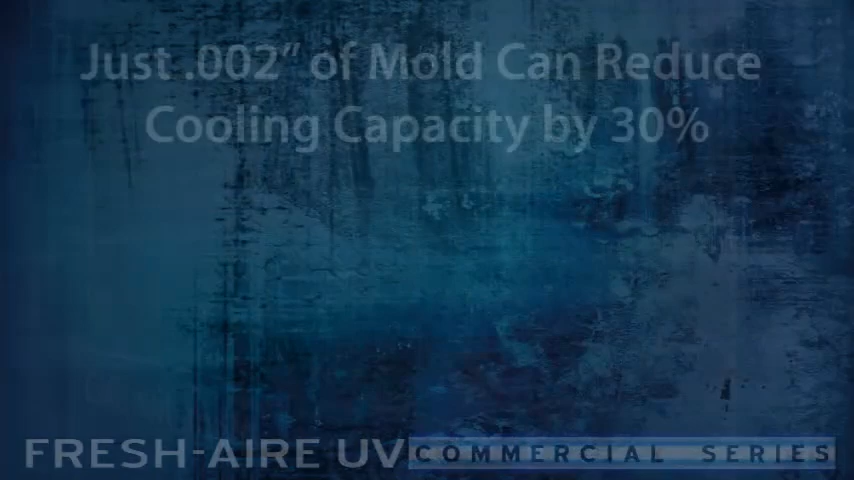 Just .002” of Mold Can Reduce
Cooling Capacity by 30%
FRESH-AIRE UV COMMERCIAL SERIES